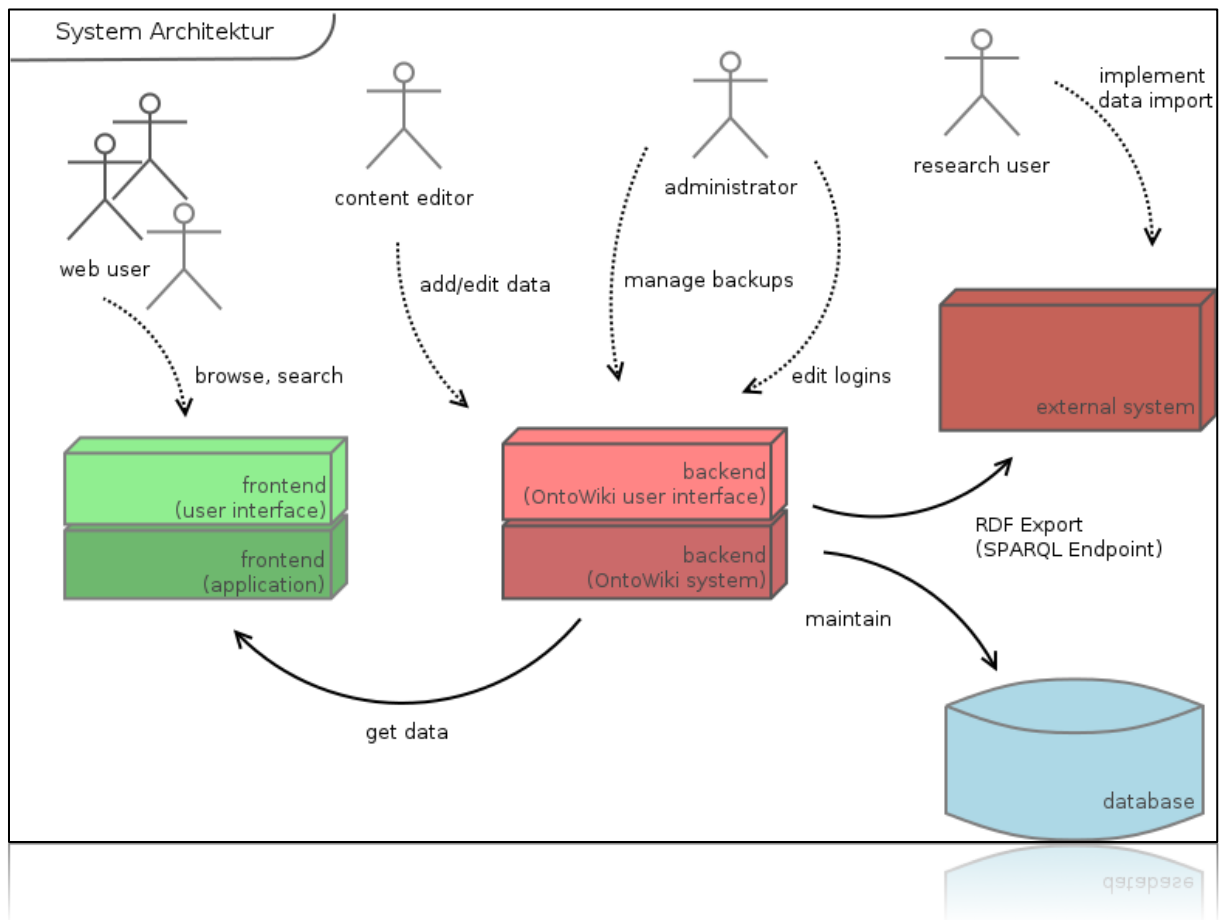 System Architektur
implement
data import
research user
administrator
content editor
web user
manage backups
add/edit data
browse, search
edit logins
external system
backend
(OntoWiki user interface)
frontend
(user interface)
RDF Export
(SPARQL Endpoint)
backend
(OntoWiki system)
frontend
(application)
maintain
get data
database
database